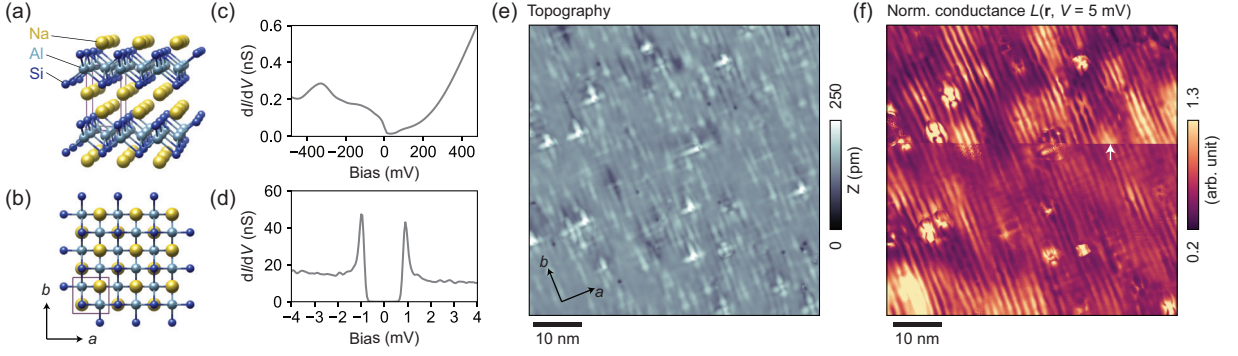 (a)
Na
Al
Si
(b)
b
a
(c)
dI/dV (nS)
0.6
0.4
0.2
0.0
−400 −200 0 200 400
Bias (mV)
(d)
dI/dV (nS)
60
40
20
0
−4 −3 −2 −1 0 1 2 3 4
Bias (mV)
(e) Topography
b
a
10 nm
250
Z (pm)
0
(f) Norm. conductance L(r, V = 5 mV)
10 nm
1.3
(arb. unit)
0.2